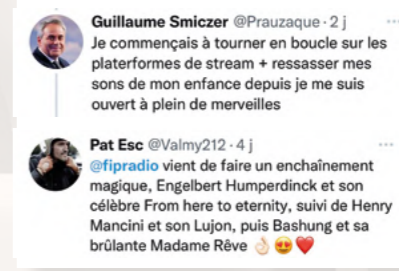 Guillaume Smiczer @Prauzaque · 2 j ...
Je commençais à tourner en boucle sur les
platerformes de stream + ressasser mes
sons de mon enfance depuis je me suis
ouvert à plein de merveilles
Pat Esc @Valmy212 · 4 j ...
@fipradio vient de faire un enchaînement
magique, Engelbert Humperdinck et son
célèbre From here to eternity, suivi de Henry
Mancini et son Lujon, puis Bashung et sa
brûlante Madame Rêve 👌🏻😍❤️